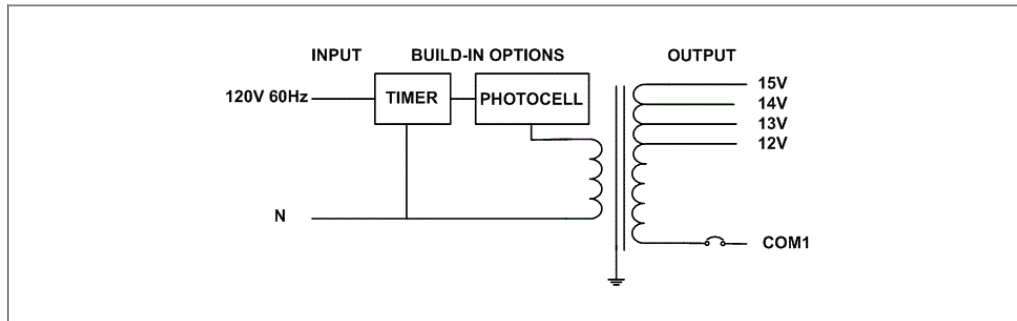 INPUT
BUILD-IN OPTIONS
OUTPUT
120V 60Hz
TIMER
PHOTOCELL
15V
14V
13V
12V
N
COM1